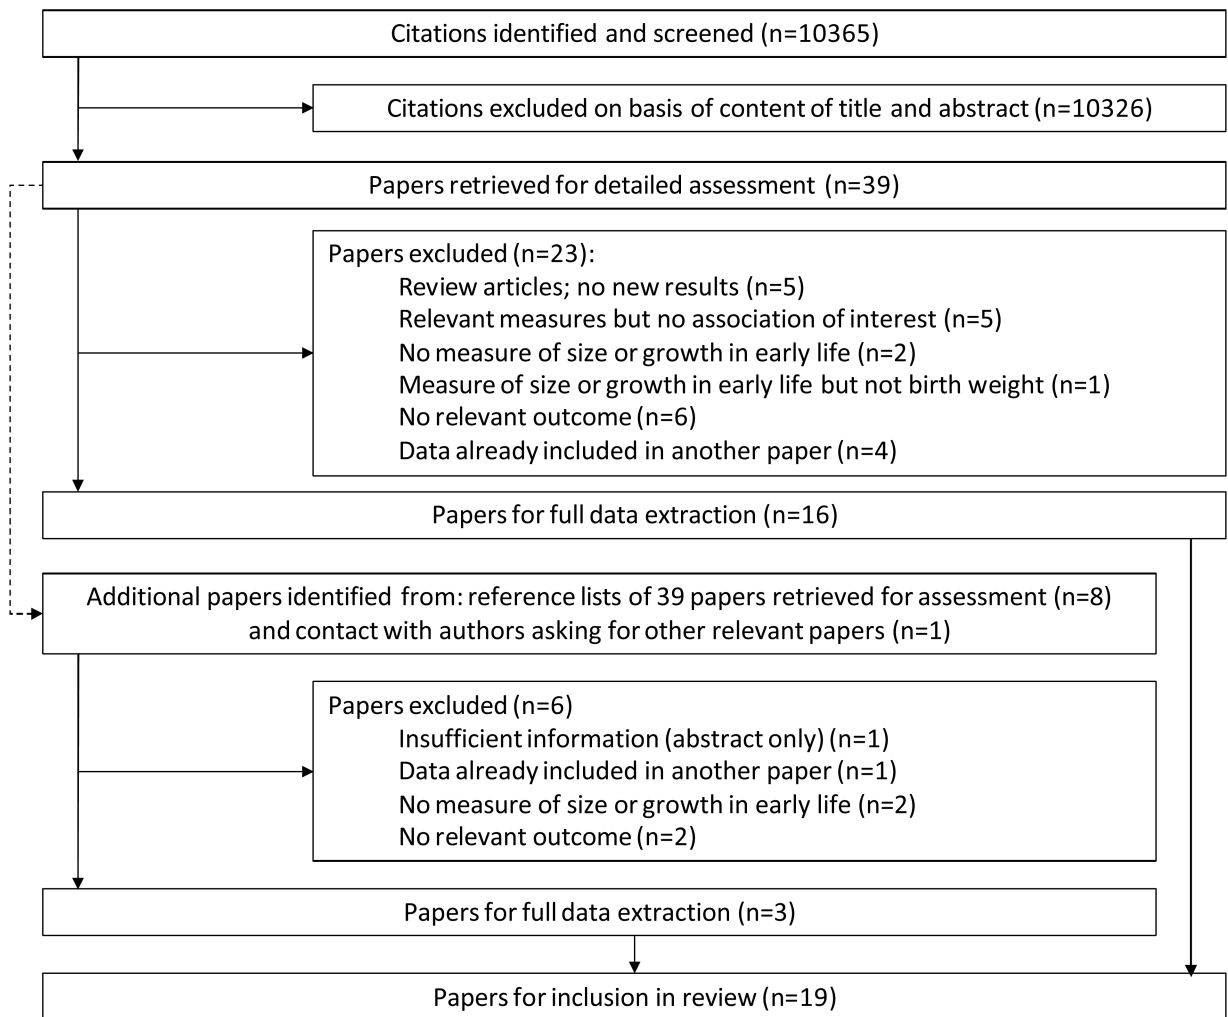 Citations identified and screened (n=10365)
Citations excluded on basis of content of title and abstract (n=10326)
Papers retrieved for detailed assessment (n=39)
Papers excluded (n=23):
Review articles; no new results (n=5)
Relevant measures but no association of interest (n=5)
No measure of size or growth in early life (n=2)
Measure of size or growth in early life but not birth weight (n=1)
No relevant outcome (n=6)
Data already included in another paper (n=4)
Papers for full data extraction (n=16)
Additional papers identified from: reference lists of 39 papers retrieved for assessment (n=8)
and contact with authors asking for other relevant papers (n=1)
Papers excluded (n=6)
Insufficient information (abstract only) (n=1)
Data already included in another paper (n=1)
No measure of size or growth in early life (n=2)
No relevant outcome (n=2)
Papers for full data extraction (n=3)
Papers for inclusion in review (n=19)